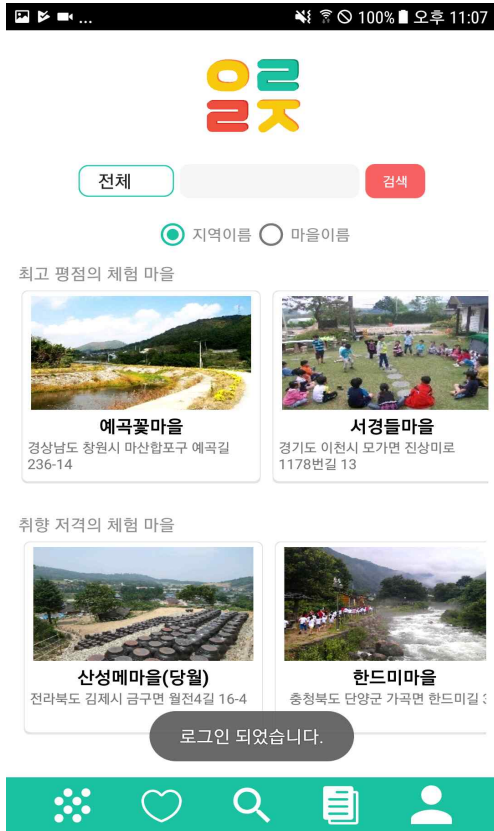 ... 100% 오후 11:07
을릇
전체 검색
지역이름 마을이름
최고 평점의 체험 마을
예곡꽃마을 서경들마을
경상남도 창원시 마산합포구 예곡길 경기도 이천시 모가면 진상미로
236-14 1178번길 13
취향 저격의 체험 마을
산성메마을(당월) 한드미마을
전라북도 김제시 금구면 월전4길 16-4 충청북도 단양군 가곡면 한드미길
로그인 되었습니다.